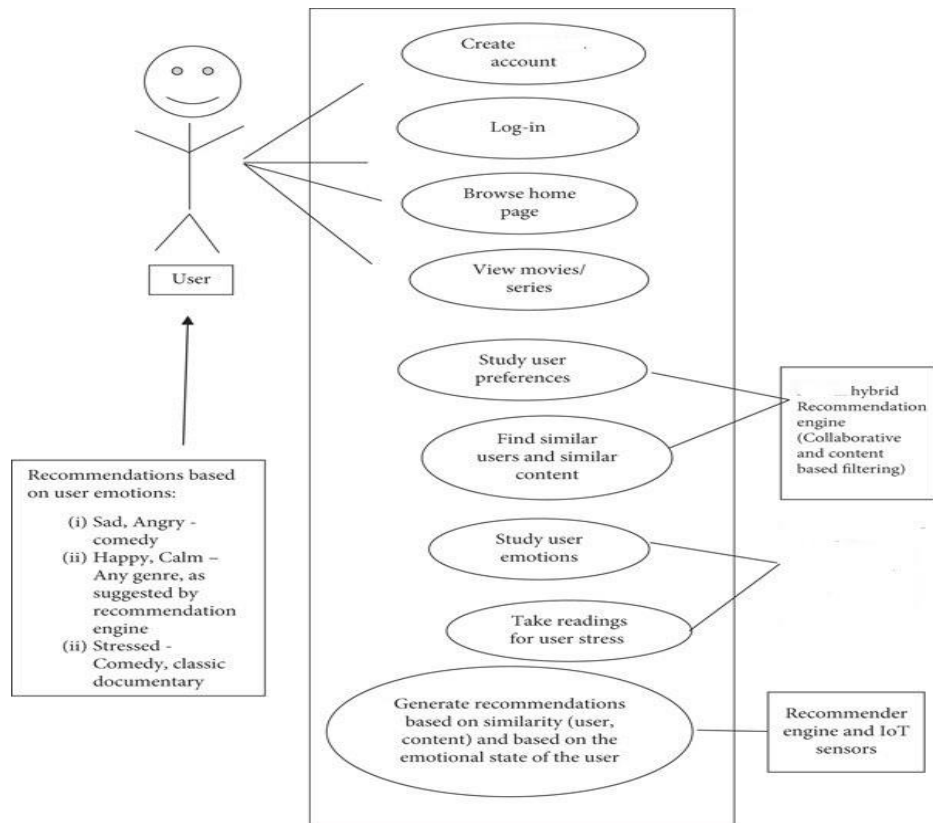 Create
account
Log-in
Browse home
page
View movies/
series
User
Study user
preferences
hybrid
Recommendation
engine
(Collaborative
and content
based filtering)
Find similar
users and similar
content
Recommendations based
on user emotions:
(i) Sad, Angry -
comedy
(ii) Happy, Calm –
Any genre, as
suggested by
recommendation
engine
(ii) Stressed -
Comedy, classic
documentary
Study user
emotions
Take readings
for user stress
Generate recommendations
based on similarity (user,
content) and based on the
emotional state of the user
Recommender
engine and IoT
sensors